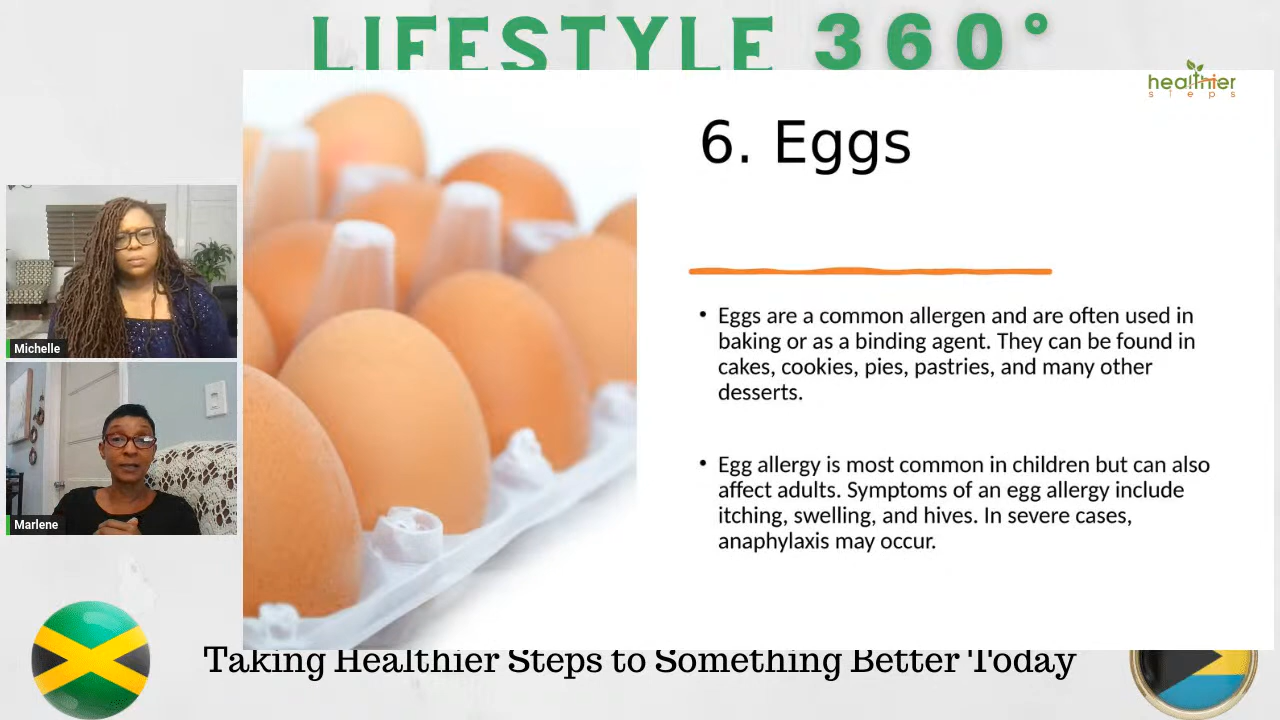 LIFESTYLE 360°
healthier
steps
6. Eggs
• Eggs are a common allergen and are often used in
baking or as a binding agent. They can be found in
cakes, cookies, pies, pastries, and many other
desserts.
• Egg allergy is most common in children but can also
affect adults. Symptoms of an egg allergy include
itching, swelling, and hives. In severe cases,
anaphylaxis may occur.
Michelle
Marlene
Taking Healthier Steps to Something Better Today